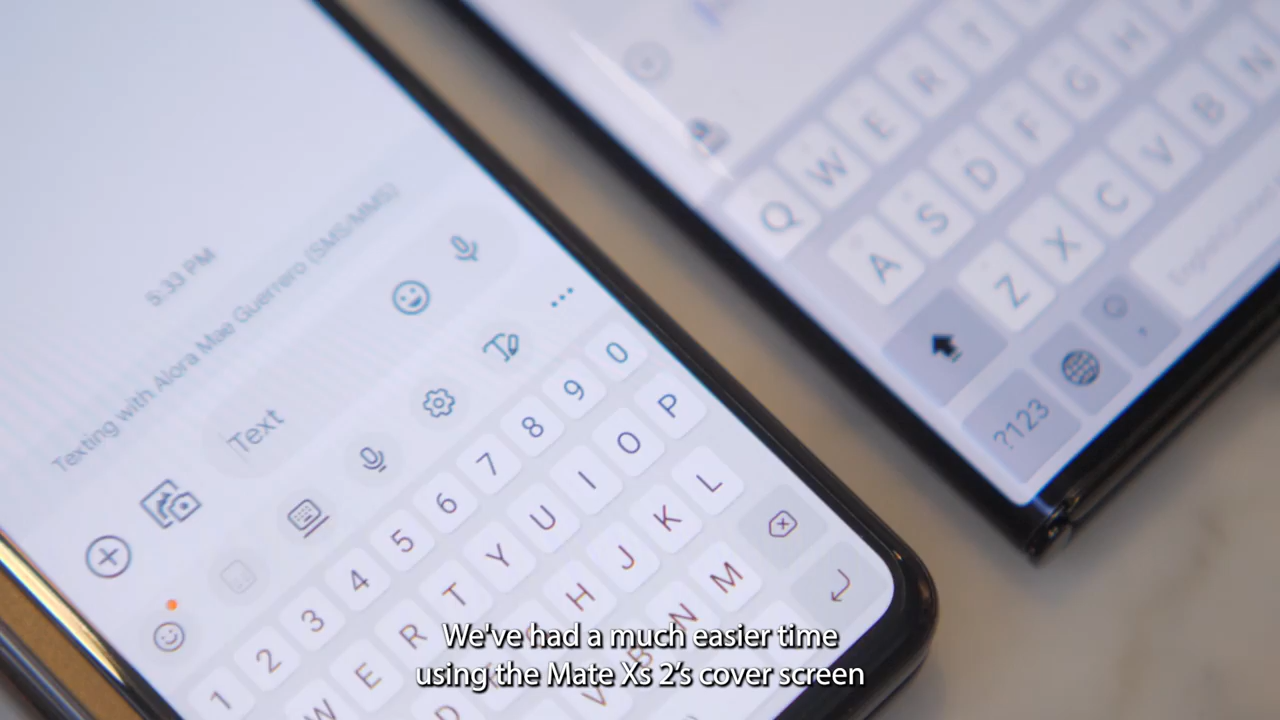 5:33 PM
Texting with Alora Mae Guerrero (SMS/MMS)
Text
1 2 3 4 5 6 7 8 9 0
W E R T Y U I O P
D F H J K L
V B N M
Q W E R T
A S D F G H
Z X C V B N
?123 ,
We've had a much easier time
using the Mate Xs 2's cover screen